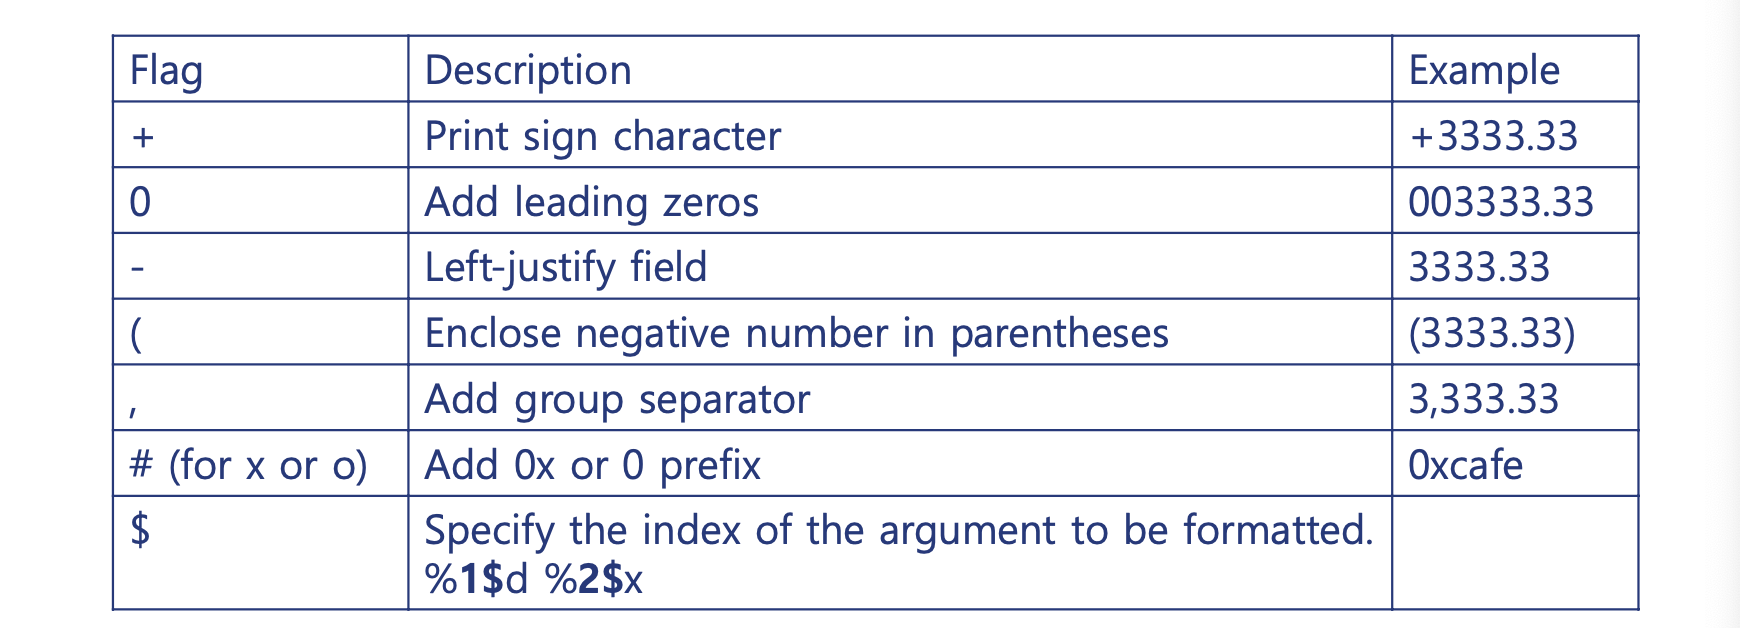 Flag Description Example
+ Print sign character +3333.33
0 Add leading zeros 003333.33
- Left-justify field 3333.33
( Enclose negative number in parentheses (3333.33)
, Add group separator 3,333.33
# (for x or o) Add 0x or 0 prefix 0xcafe
$ Specify the index of the argument to be formatted.
%1$d %2$x